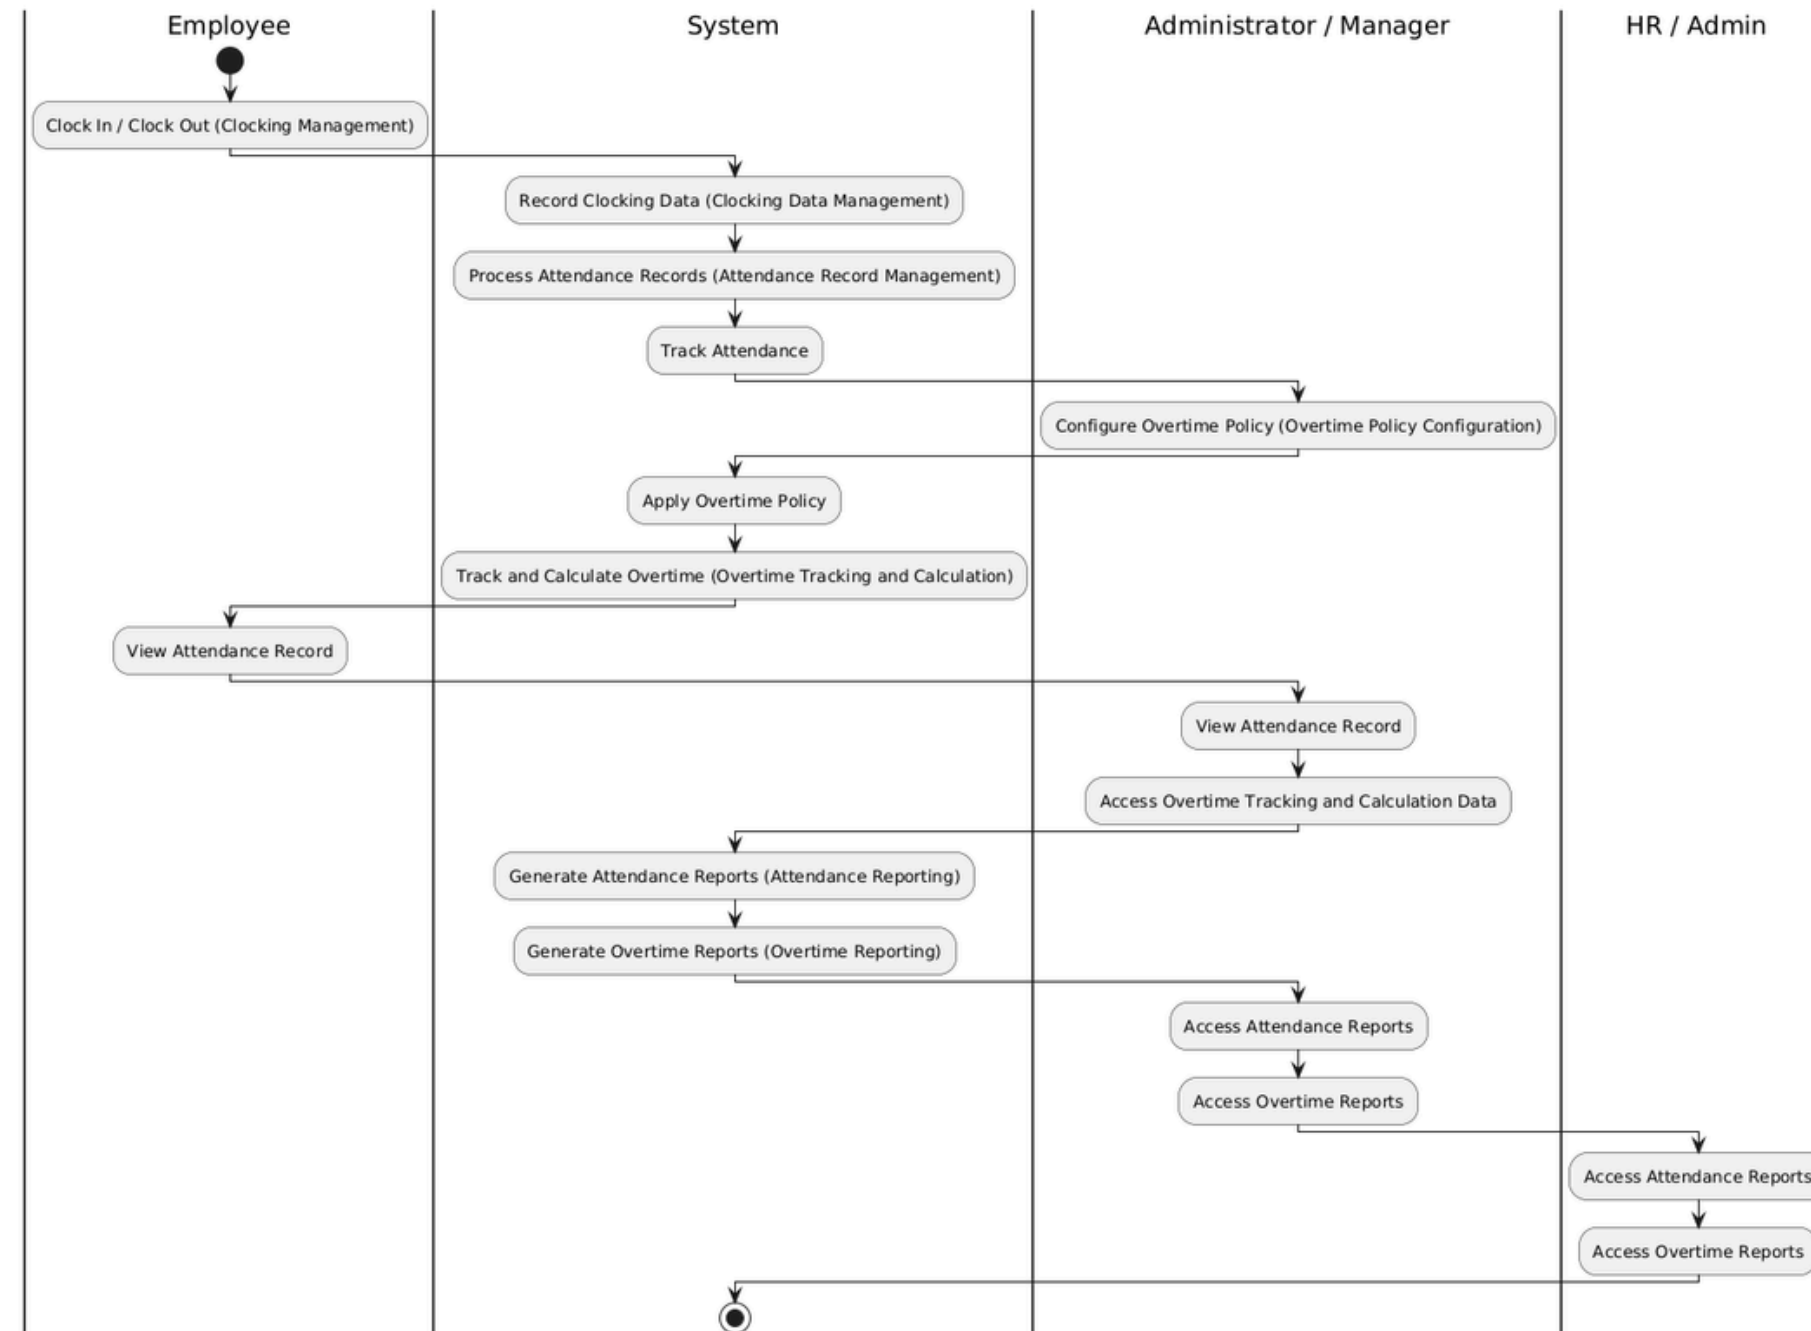 Employee
System
Administrator / Manager
HR / Admin
Clock In / Clock Out (Clocking Management)
Record Clocking Data (Clocking Data Management)
Process Attendance Records (Attendance Record Management)
Track Attendance
Configure Overtime Policy (Overtime Policy Configuration)
Apply Overtime Policy
Track and Calculate Overtime (Overtime Tracking and Calculation)
View Attendance Record
View Attendance Record
Access Overtime Tracking and Calculation Data
Generate Attendance Reports (Attendance Reporting)
Generate Overtime Reports (Overtime Reporting)
Access Attendance Reports
Access Overtime Reports
Access Attendance Reports
Access Overtime Reports